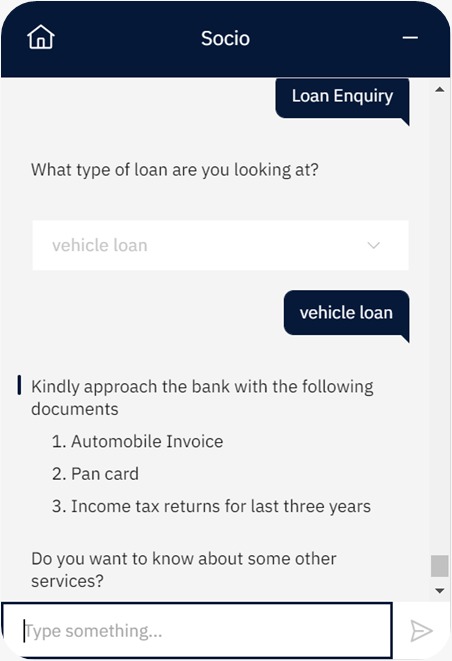 Socio
Loan Enquiry
What type of loan are you looking at?
vehicle loan
vehicle loan
Kindly approach the bank with the following
documents
1. Automobile Invoice
2. Pan card
3. Income tax returns for last three years
Do you want to know about some other
services?
Type something...